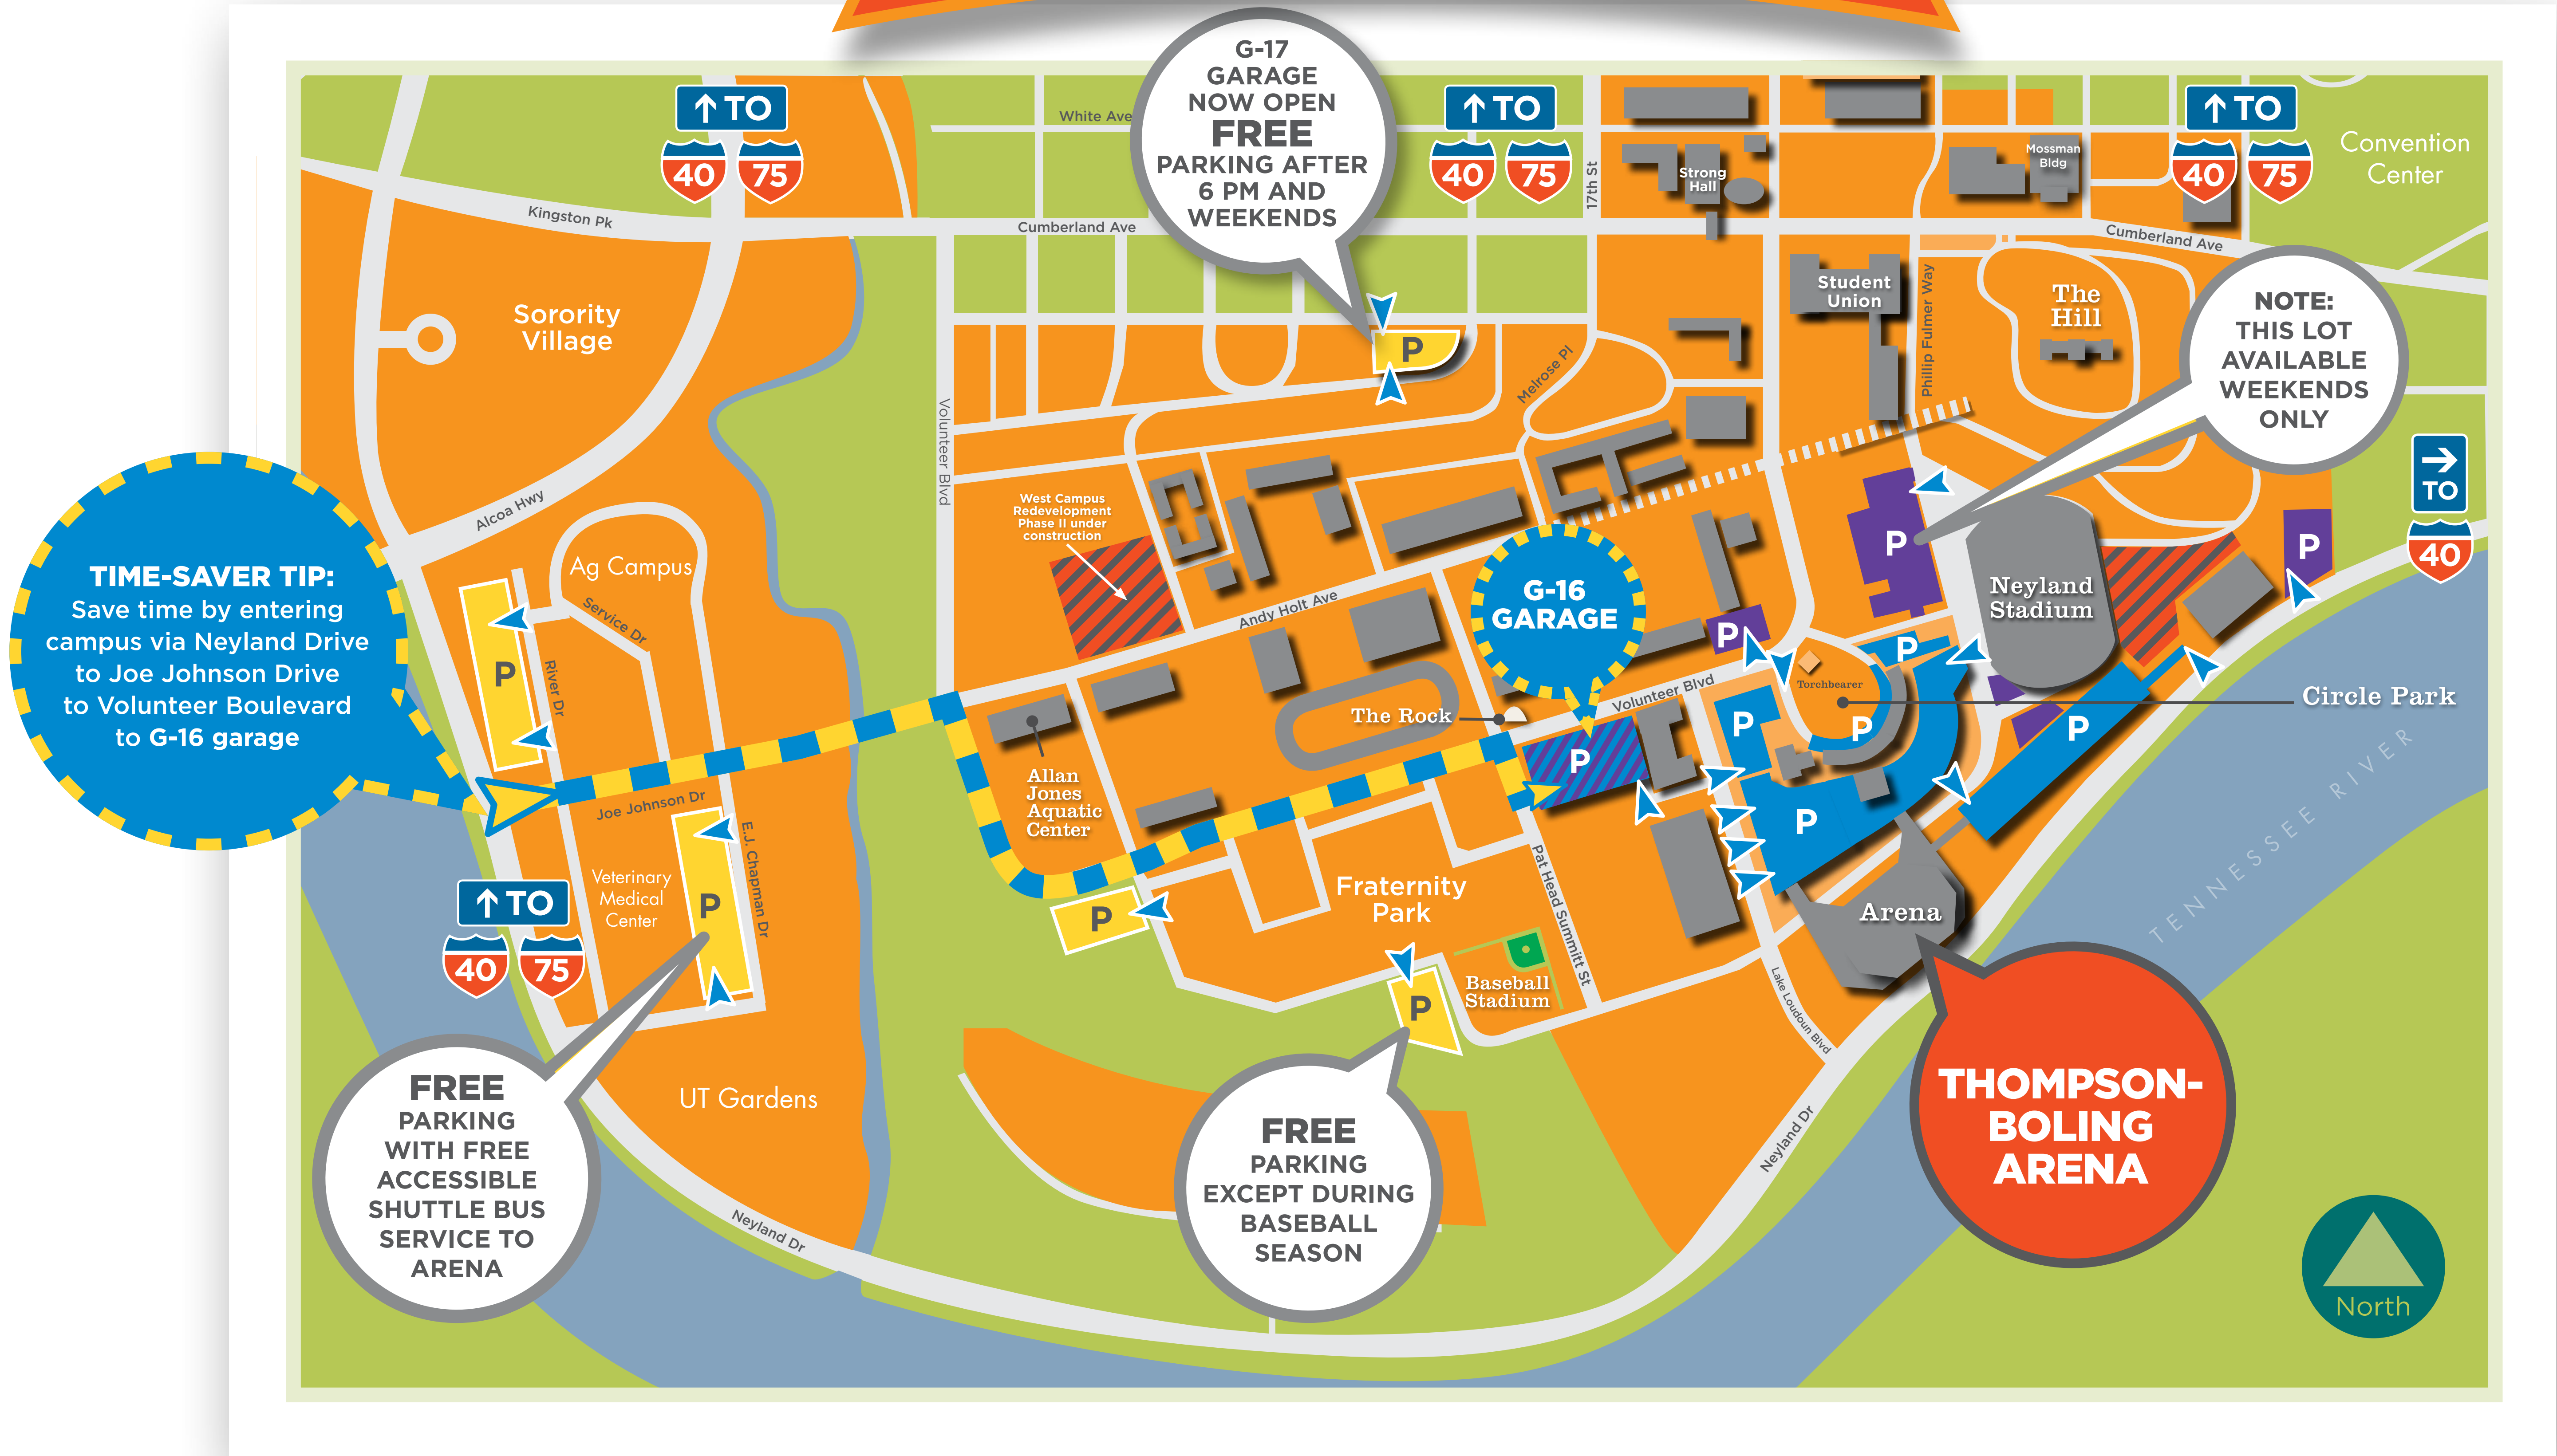 G-17
GARAGE
NOW OPEN
FREE
PARKING AFTER
6 PM AND
WEEKENDS
↑ TO
40 75
↑ TO
40 75
↑ TO
40 75
Convention
Center
White Ave
17th St
Strong
Hall
Mossman
Bldg
Kingston Pk
Cumberland Ave
Cumberland Ave
Sorority
Village
Student
Union
Phillip Fulmer Way
The
Hill
NOTE:
THIS LOT
AVAILABLE
WEEKENDS
ONLY
P
Melrose Pl
Volunteer Blvd
→
TO
40
Alcoa Hwy
West Campus
Redevelopment
Phase II under
construction
Ag Campus
Service Dr
River Dr
P
TIME-SAVER TIP:
Save time by entering
campus via Neyland Drive
to Joe Johnson Drive
to Volunteer Boulevard
to G-16 garage
Andy Holt Ave
G-16
GARAGE
P
P
P
Neyland
Stadium
P
Volunteer Blvd
Torchbearer
Circle Park
The Rock
P
P
P
P
P
Allan
Jones
Aquatic
Center
Joe Johnson Dr
E.J. Chapman Dr
TENNESSEE RIVER
Veterinary
Medical
Center
P
↑ TO
40 75
P
Fraternity
Park
Pat Head Summitt St
Arena
Baseball
Stadium
P
Lake Loudoun Blvd
FREE
PARKING
WITH FREE
ACCESSIBLE
SHUTTLE BUS
SERVICE TO
ARENA
UT Gardens
FREE
PARKING
EXCEPT DURING
BASEBALL
SEASON
THOMPSON-
BOLING
ARENA
Neyland Dr
Neyland Dr
North